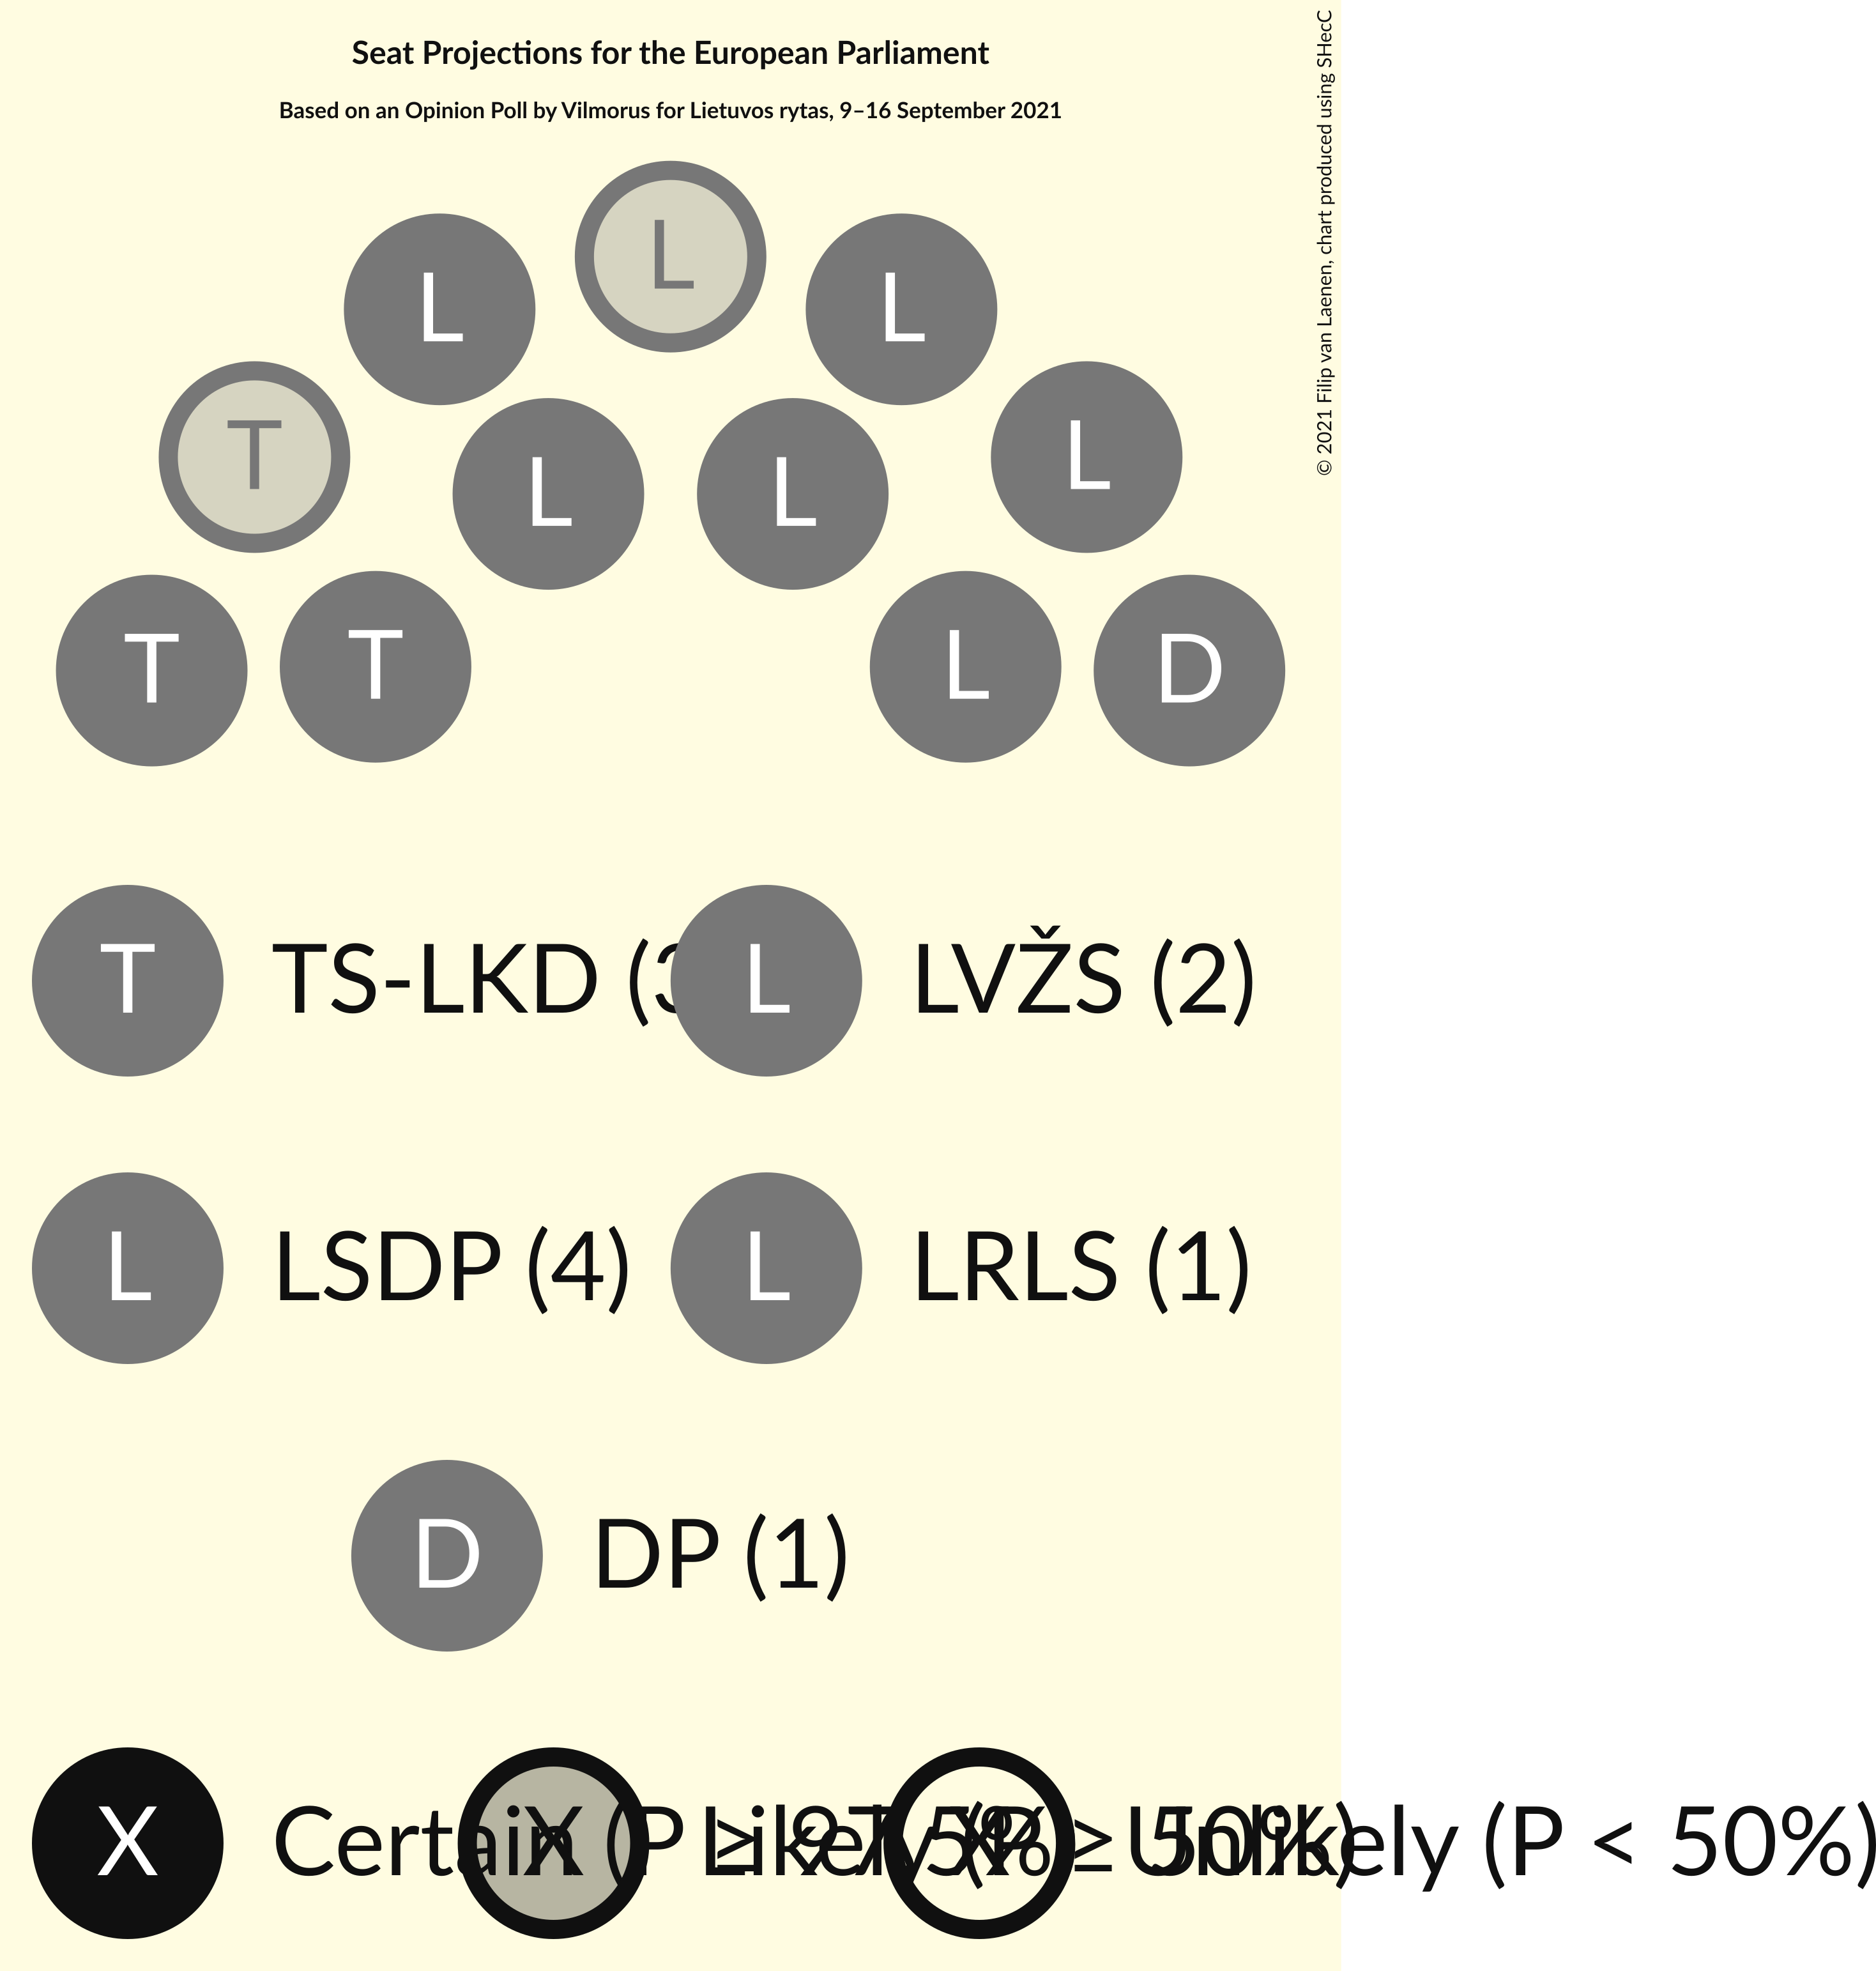 Seat Projections for the European Parliament
Based on an Opinion Poll by Vilmorus for Lietuvos rytas, 9–16 September 2021
© 2021 Filip van Laenen, chart produced using SHecC
L
L L
T L
L L
T T L D
T TS-LKD (3 L LVŽS (2)
L LSDP (4) L LRLS (1)
D DP (1)
X Certain (P ≥ X Likely (P ≥ 50%) X Unlikely (P < 50%)